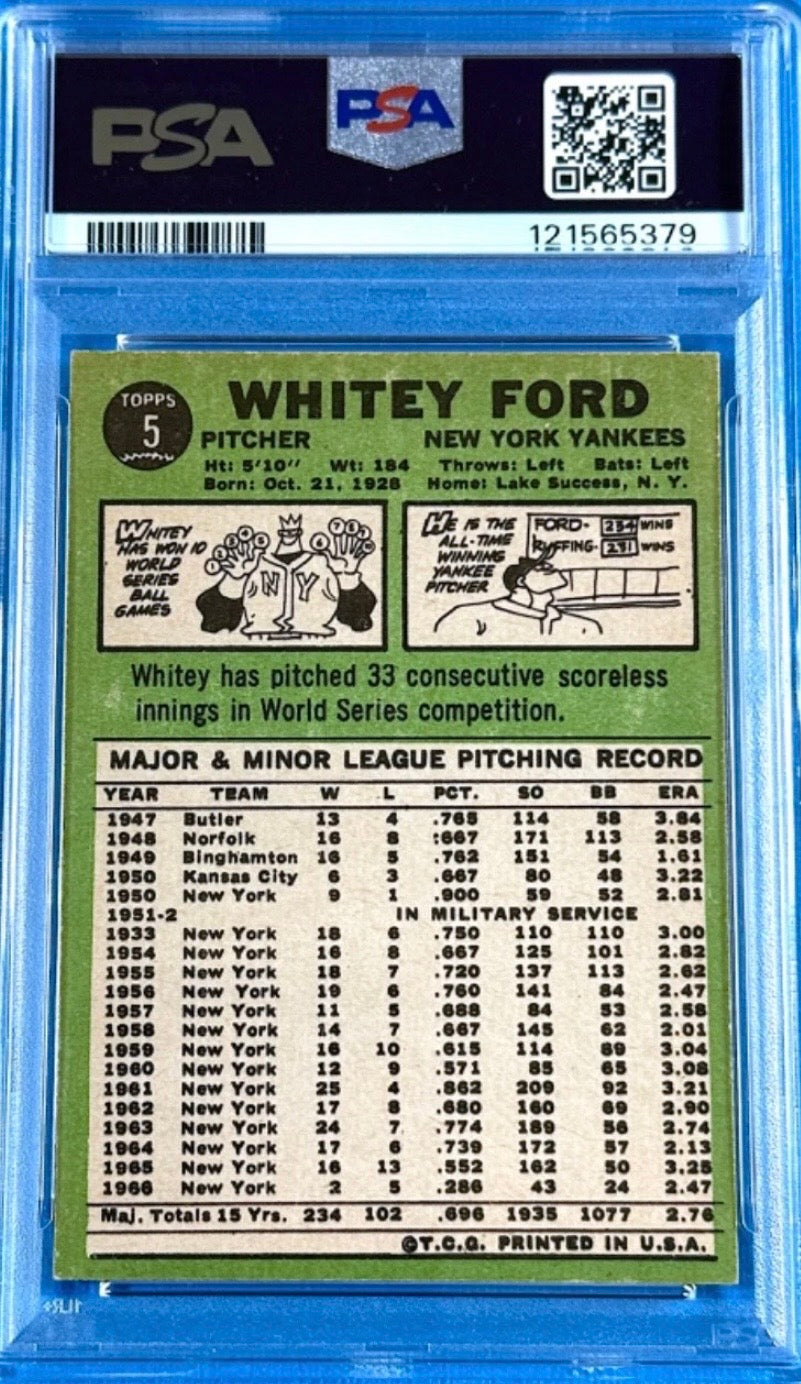 PSA
PSA
121565379
TOPPS
5
WHITEY FORD
PITCHER NEW YORK YANKEES
Ht: 5'10" Wt: 184 Throws: Left Bats: Left
Born: Oct. 21, 1928 Home: Lake Success, N. Y.
WHITEY
HAS WON 10
WORLD
SERIES
BALL
GAMES
NY
HE IS THE
ALL-TIME
WINNING
YANKEE
PITCHER
FORD- 234 WINS
RUFFING- 231 WINS
Whitey has pitched 33 consecutive scoreless
innings in World Series competition.
MAJOR & MINOR LEAGUE PITCHING RECORD
YEAR TEAM W L PCT. SO BB ERA
1947 Butler 13 4 .765 114 58 3.84
1948 Norfolk 16 8 :667 171 113 2.58
1949 Binghamton 16 5 .762 151 54 1.61
1950 Kansas City 6 3 .667 80 48 3.22
1950 New York 9 1 .900 59 52 2.81
1951-2 IN MILITARY SERVICE
1933 New York 18 6 .750 110 110 3.00
1954 New York 16 8 .667 125 101 2.82
1955 New York 18 7 .720 137 113 2.62
1956 New York 19 6 .760 141 84 2.47
1957 New York 11 5 .688 84 53 2.58
1958 New York 14 7 .667 145 62 2.01
1959 New York 16 10 .615 114 89 3.04
1960 New York 12 9 .571 85 65 3.08
1961 New York 25 4 .862 209 92 3.21
1962 New York 17 8 .680 160 69 2.90
1963 New York 24 7 .774 189 56 2.74
1964 New York 17 6 .739 172 57 2.13
1965 New York 16 13 .552 162 50 3.25
1966 New York 2 5 .286 43 24 2.47
Maj. Totals 15 Yrs. 234 102 .696 1935 1077 2.76
©T.C.G. PRINTED IN U.S.A.